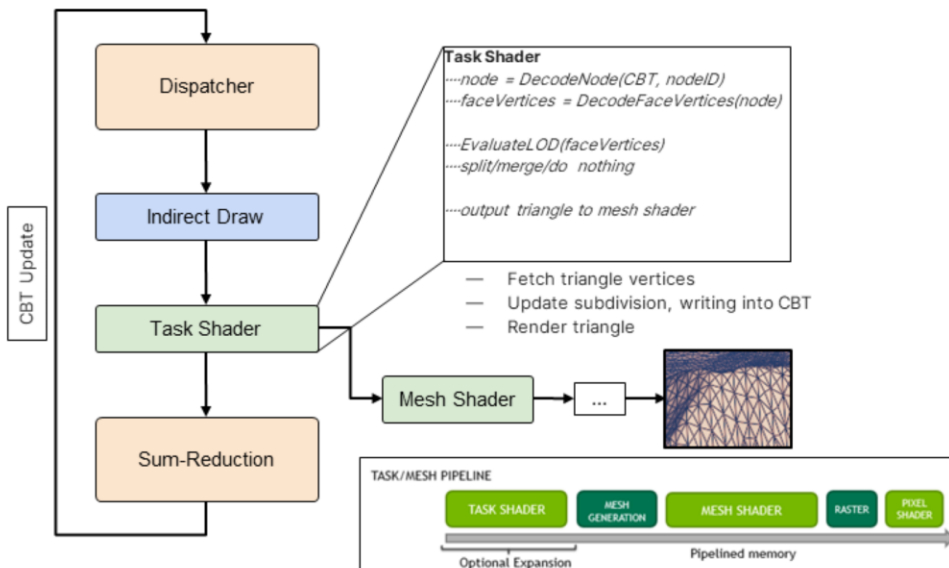 Dispatcher
Indirect Draw
Task Shader
Sum-Reduction
CBT Update
Task Shader
----node = DecodeNode(CBT, nodeID)
----faceVertices = DecodeFaceVertices(node)
----EvaluateLOD(faceVertices)
----split/merge/do nothing
----output triangle to mesh shader
— Fetch triangle vertices
— Update subdivision, writing into CBT
— Render triangle
Mesh Shader
...
TASK/MESH PIPELINE
TASK SHADER
MESH
GENERATION
MESH SHADER
RASTER
PIXEL
SHADER
Optional Expansion
Pipelined memory